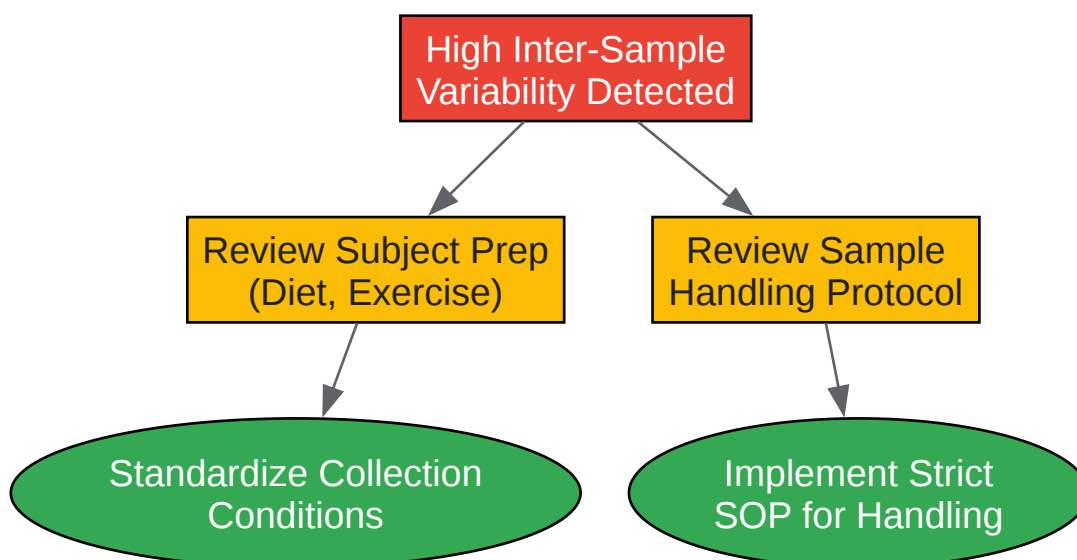 High Inter-Sample
Variability Detected
Review Subject Prep
(Diet, Exercise)
Review Sample
Handling Protocol
Standardize Collection
Conditions
Implement Strict
SOP for Handling